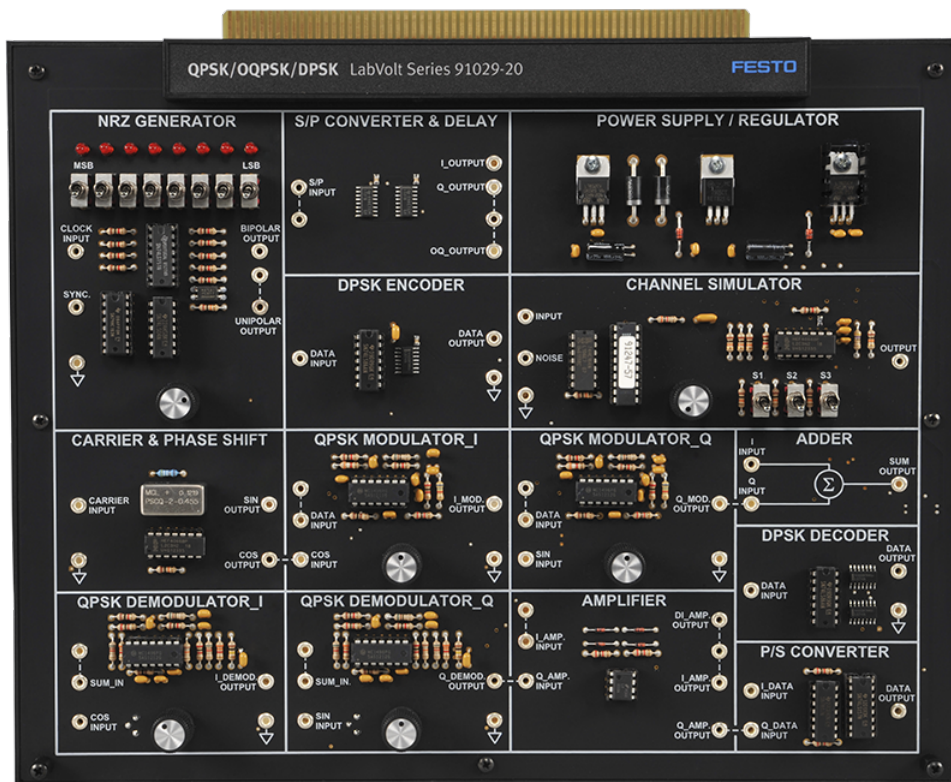 QPSK/OQPSK/DPSK LabVolt Series 91029-20
FESTO
NRZ GENERATOR
MSB
LSB
CLOCK
INPUT
BIPOLAR
OUTPUT
SYNC.
UNIPOLAR
OUTPUT
S/P CONVERTER & DELAY
S/P
INPUT
I_OUTPUT
Q_OUTPUT
OQ_OUTPUT
POWER SUPPLY / REGULATOR
DPSK ENCODER
DATA
INPUT
DATA
OUTPUT
CHANNEL SIMULATOR
INPUT
NOISE
91247-57
S1
S2
S3
OUTPUT
CARRIER & PHASE SHIFT
CARRIER
INPUT
SIN
OUTPUT
COS
OUTPUT
QPSK MODULATOR_I
DATA
INPUT
I_MOD.
OUTPUT
COS
INPUT
QPSK MODULATOR_Q
DATA
INPUT
Q_MOD.
OUTPUT
SIN
INPUT
ADDER
I
INPUT
Q
INPUT
Σ
SUM
OUTPUT
DPSK DECODER
DATA
INPUT
DATA
OUTPUT
QPSK DEMODULATOR_I
SUM_IN
I_DEMOD.
OUTPUT
COS
INPUT
QPSK DEMODULATOR_Q
SUM_IN.
Q_DEMOD.
OUTPUT
SIN
INPUT
AMPLIFIER
I_AMP.
INPUT
Q_AMP.
INPUT
DI_AMP.
OUTPUT
I_AMP.
OUTPUT
Q_AMP.
OUTPUT
P/S CONVERTER
I_DATA
INPUT
Q_DATA
INPUT
DATA
OUTPUT